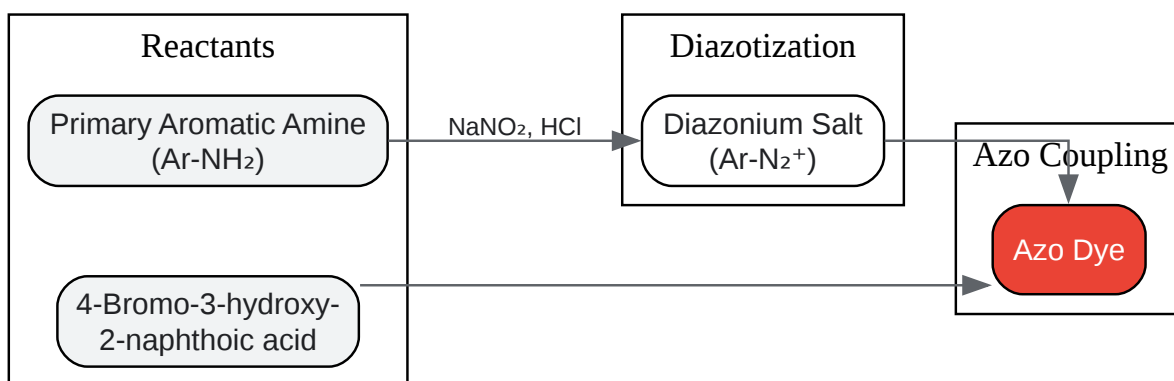 Reactants
Primary Aromatic Amine
(Ar-NH₂)
4-Bromo-3-hydroxy-
2-naphthoic acid
NaNO₂, HCl
Diazotization
Diazonium Salt
(Ar-N₂⁺)
Azo Coupling
Azo Dye